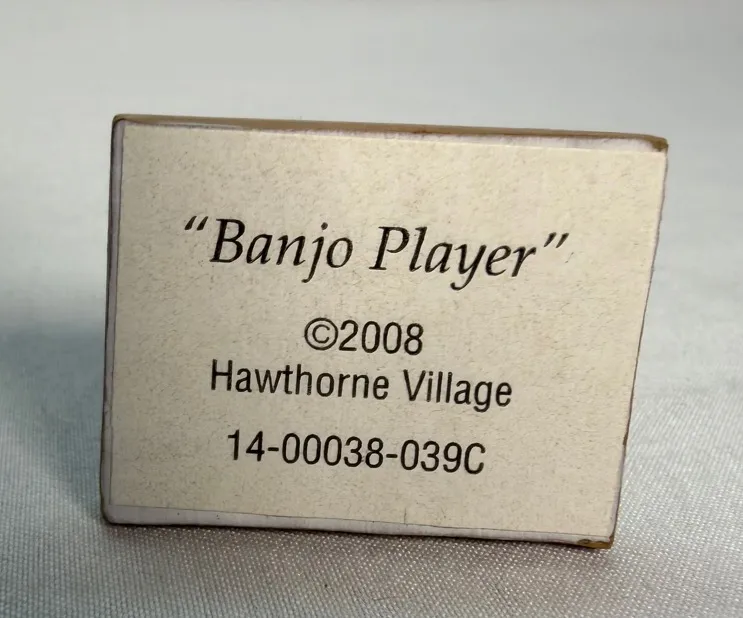 “Banjo Player”
©2008
Hawthorne Village
14-00038-039C